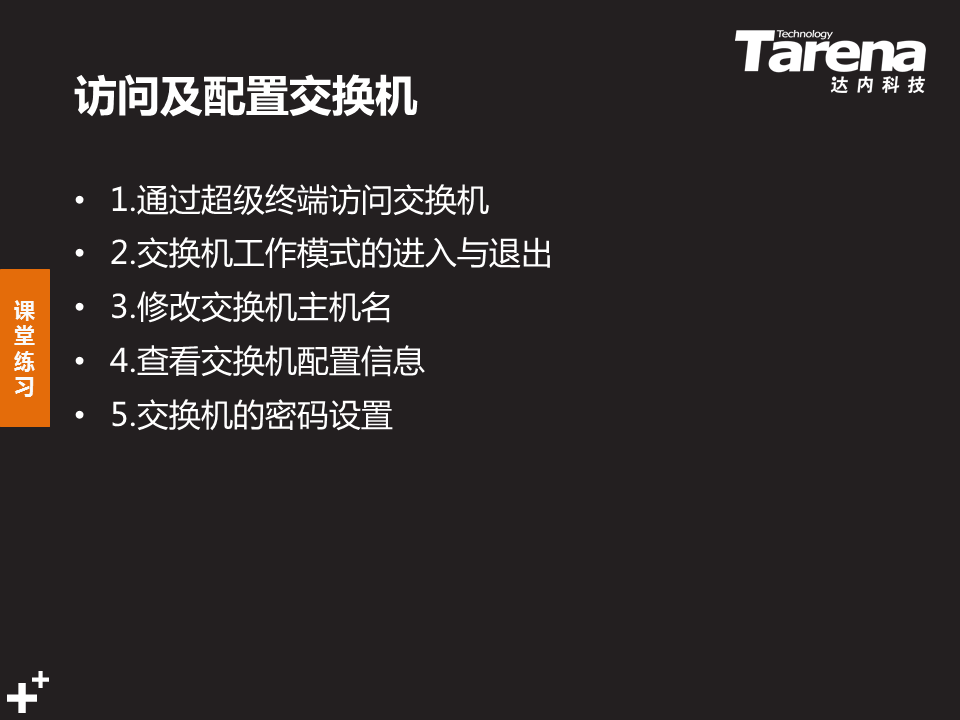 Technology
Tarena
达内科技
访问及配置交换机
• 1.通过超级终端访问交换机
• 2.交换机工作模式的进入与退出
• 3.修改交换机主机名
• 4.查看交换机配置信息
• 5.交换机的密码设置
课
堂
练
习